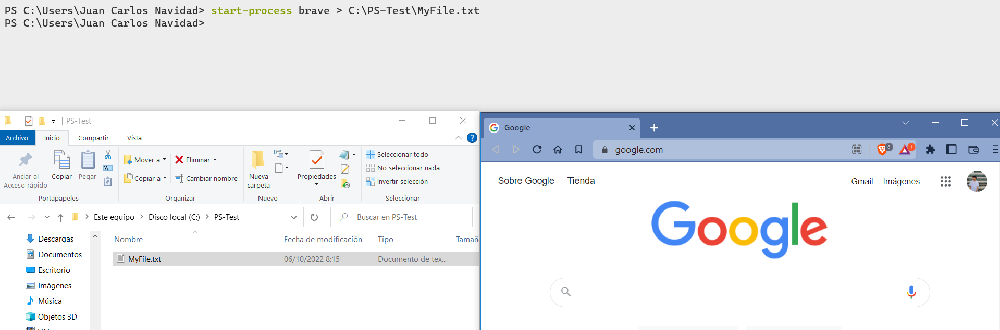 PS C:\Users\Juan Carlos Navidad> start-process brave > C:\PS-Test\MyFile.txt
PS C:\Users\Juan Carlos Navidad>
PS-Test
Archivo Inicio Compartir Vista
Anclar al
Acceso rápido
Copiar
Pegar
Portapapeles
Mover a
Copiar a
Eliminar
Cambiar nombre
Organizar
Nueva
carpeta
Nuevo
Propiedades
Abrir
Seleccionar todo
No seleccionar nada
Invertir selección
Seleccionar
Este equipo > Disco local (C:) > PS-Test
Buscar en PS-Test
Descargas
Documentos
Escritorio
Imágenes
Música
Objetos 3D
Nombre Fecha de modificación Tipo Tamañ
MyFile.txt 06/10/2022 8:15 Documento de tex...
Google
google.com
8
1
Sobre Google Tienda
Gmail Imágenes
Google